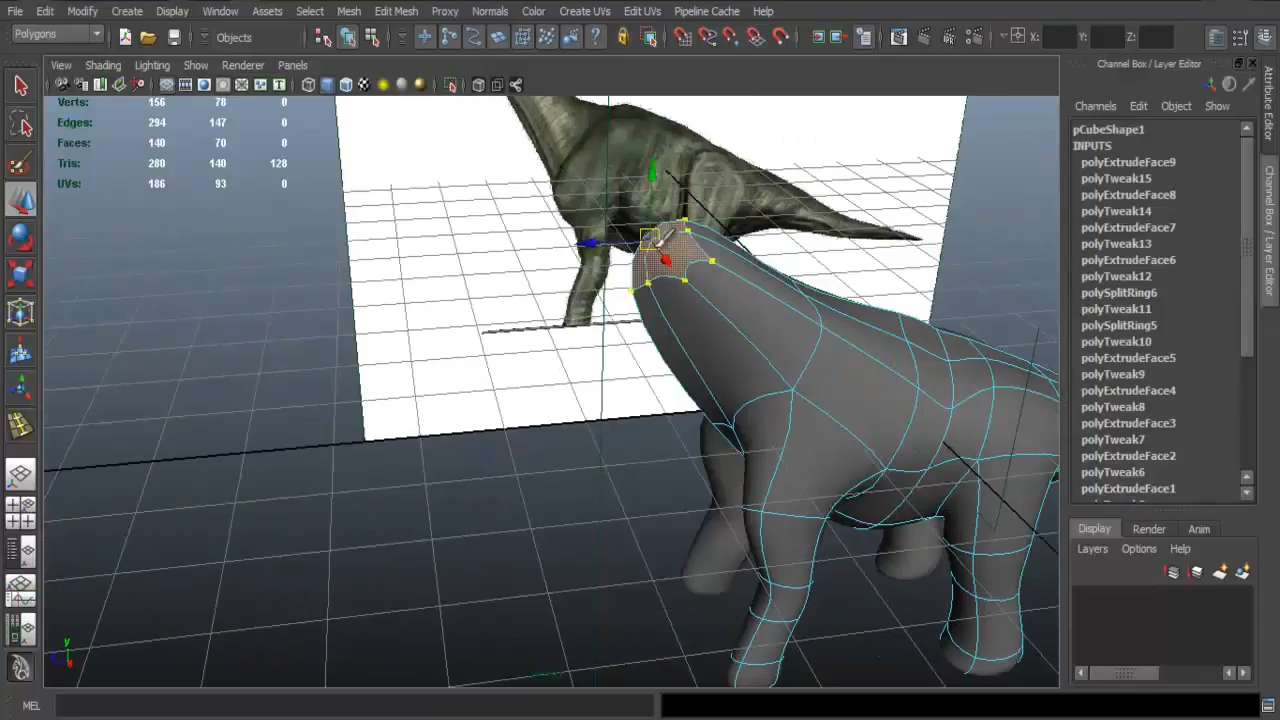 File Edit Modify Create Display Window Assets Select Mesh Edit Mesh Proxy Normals Color Create UVs Edit UVs Pipeline Cache Help
Polygons Objects X: Y: Z:
View Shading Lighting Show Renderer Panels
Channel Box / Layer Editor
Verts: 156 78 0
Edges: 294 147 0
Faces: 140 70 0
Tris: 280 140 128
UVs: 186 93 0
Channels Edit Object Show
pCubeShape1
INPUTS
polyExtrudeFace9
polyTweak15
polyExtrudeFace8
polyTweak14
polyExtrudeFace7
polyTweak13
polyExtrudeFace6
polyTweak12
polySplitRing6
polyTweak11
polySplitRing5
polyTweak10
polyExtrudeFace5
polyTweak9
polyExtrudeFace4
polyTweak8
polyExtrudeFace3
polyTweak7
polyExtrudeFace2
polyTweak6
polyExtrudeFace1
Attribute Editor
Channel Box / Layer Editor
Display Render Anim
Layers Options Help
y
MEL